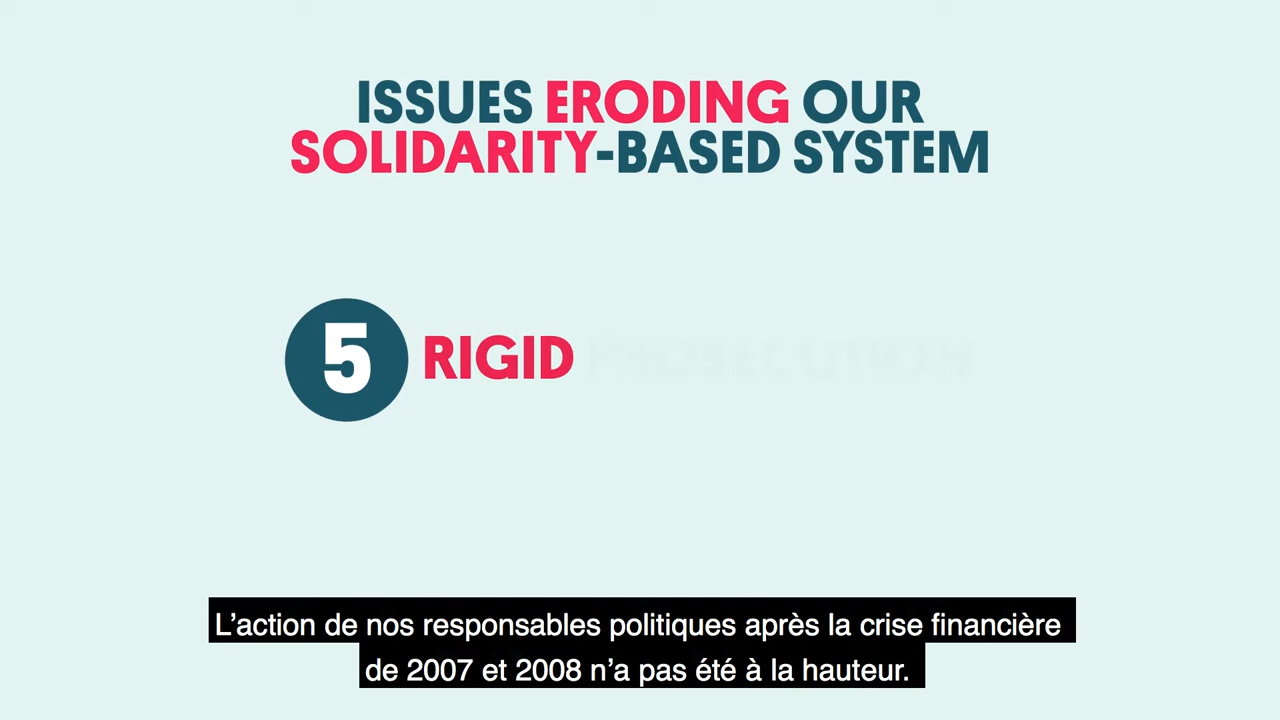 ISSUES ERODING OUR
SOLIDARITY-BASED SYSTEM
5 RIGID PROSECUTION
L’action de nos responsables politiques après la crise financière
de 2007 et 2008 n’a pas été à la hauteur.